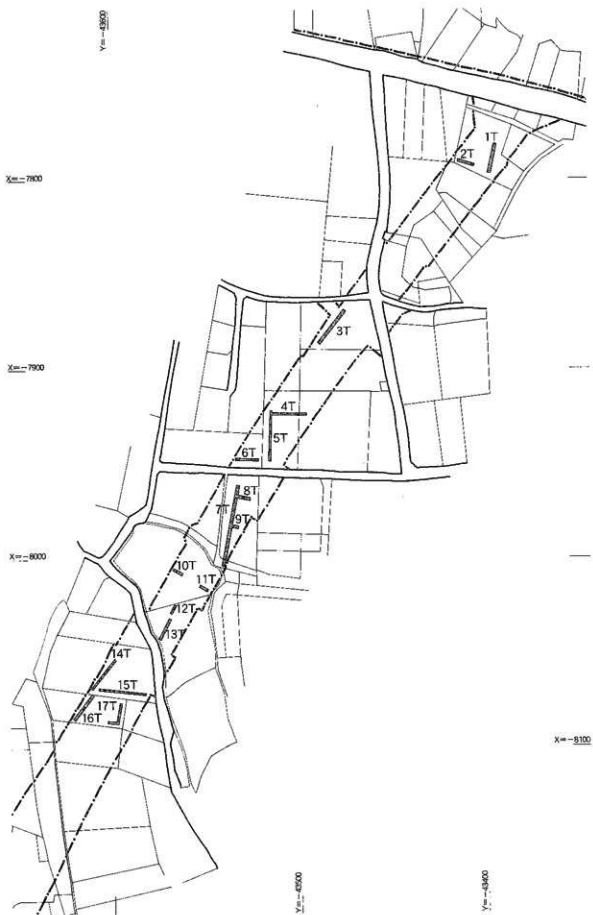 Y=-43600
1T
2T
X=-7800
3T
X=-7900
4T
5T
6T
7T
8T
9T
X=-8000
10T
11T
12T
13T
14T
15T
17T
16T
X=-8100
Y=-43500
Y=-43400